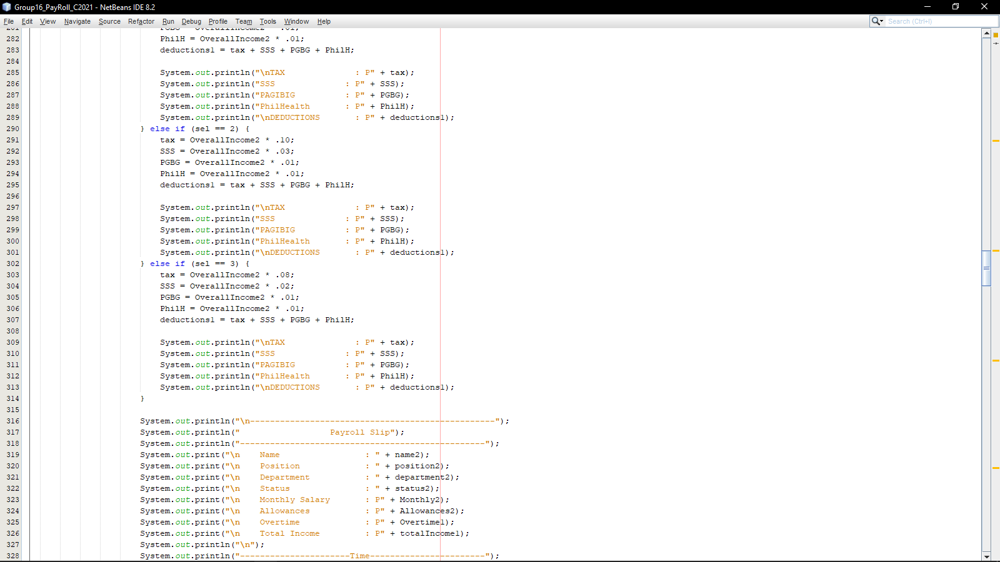 Group16_PayRoll_C2021 - NetBeans IDE 8.2
File Edit View Navigate Source Refactor Run Debug Profile Team Tools Window Help
Search (Ctrl+I)
281 PGBG = OverallIncome2 * .01;
282 PhilH = OverallIncome2 * .01;
283 deductions1 = tax + SSS + PGBG + PhilH;
284
285 System.out.println("\nTAX              : P" + tax);
286 System.out.println("SSS              : P" + SSS);
287 System.out.println("PAGIBIG          : P" + PGBG);
288 System.out.println("PhilHealth       : P" + PhilH);
289 System.out.println("\nDEDUCTIONS       : P" + deductions1);
290 } else if (sel == 2) {
291 tax = OverallIncome2 * .10;
292 SSS = OverallIncome2 * .03;
293 PGBG = OverallIncome2 * .01;
294 PhilH = OverallIncome2 * .01;
295 deductions1 = tax + SSS + PGBG + PhilH;
296
297 System.out.println("\nTAX              : P" + tax);
298 System.out.println("SSS              : P" + SSS);
299 System.out.println("PAGIBIG          : P" + PGBG);
300 System.out.println("PhilHealth       : P" + PhilH);
301 System.out.println("\nDEDUCTIONS       : P" + deductions1);
302 } else if (sel == 3) {
303 tax = OverallIncome2 * .08;
304 SSS = OverallIncome2 * .02;
305 PGBG = OverallIncome2 * .01;
306 PhilH = OverallIncome2 * .01;
307 deductions1 = tax + SSS + PGBG + PhilH;
308
309 System.out.println("\nTAX              : P" + tax);
310 System.out.println("SSS              : P" + SSS);
311 System.out.println("PAGIBIG          : P" + PGBG);
312 System.out.println("PhilHealth       : P" + PhilH);
313 System.out.println("\nDEDUCTIONS       : P" + deductions1);
314 }
315
316 System.out.println("\n-------------------------------------------------");
317 System.out.println("                  Payroll Slip");
318 System.out.println("-------------------------------------------------");
319 System.out.print("\n    Name                 : " + name2);
320 System.out.print("\n    Position             : " + position2);
321 System.out.print("\n    Department           : " + department2);
322 System.out.print("\n    Status               : " + status2);
323 System.out.print("\n    Monthly Salary       : P" + Monthly2);
324 System.out.print("\n    Allowances           : P" + Allowances2);
325 System.out.print("\n    Overtime             : P" + Overtime1);
326 System.out.print("\n    Total Income         : P" + totalIncome1);
327 System.out.println("\n");
328 System.out.println("----------------------Time-----------------------");